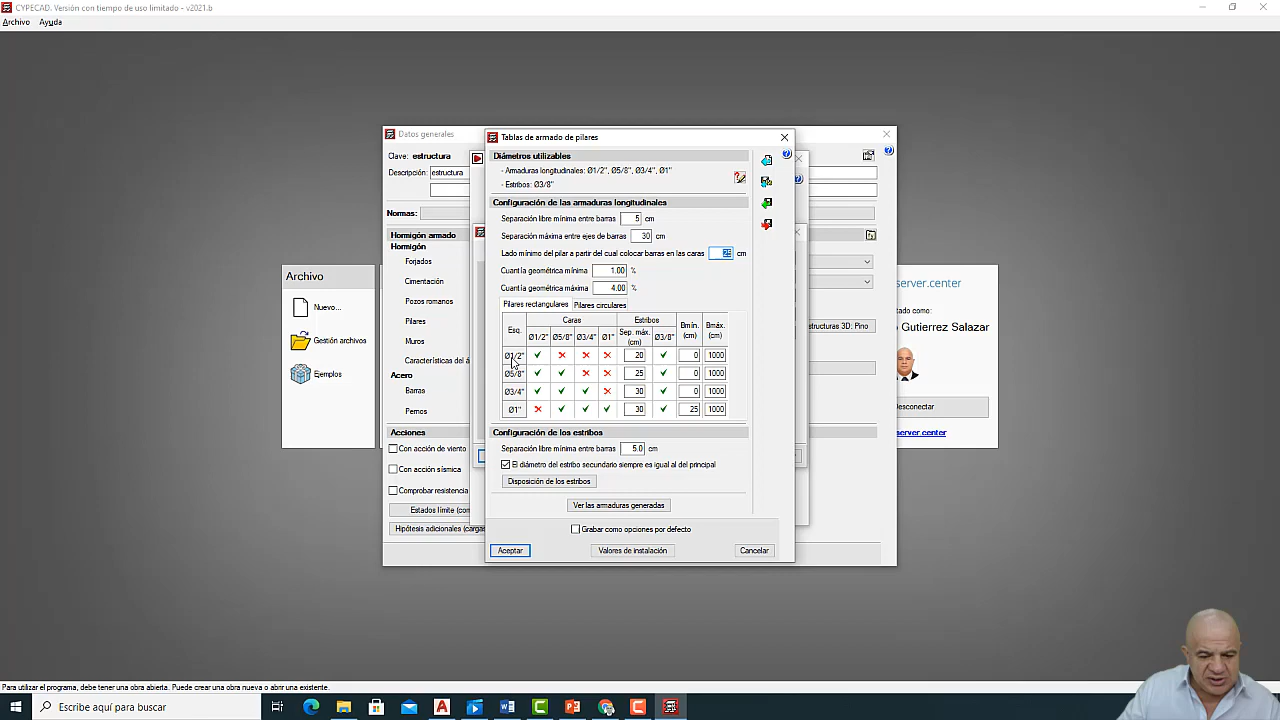 CYPECAD. Versión con tiempo de uso limitado - v2021.b
Archivo Ayuda
Datos generales
Clave: estructura
Descripción: estructura
Normas:
Hormigón armado
Hormigón
Forjados
Cimentación
Pozos romanos
Pilares
Muros
Características del á
Acero
Barras
Pernos
Acciones
Con acción de viento
Con acción sísmica
Comprobar resistencia
Estados límite (com
Hipótesis adicionales (cargas
Archivo
Nuevo...
Gestión archivos
Ejemplos
Tablas de armado de pilares
Diámetros utilizables
- Armaduras longitudinales: Ø1/2", Ø5/8", Ø3/4", Ø1"
- Estribos: Ø3/8"
Configuración de las armaduras longitudinales
Separación libre mínima entre barras 5 cm
Separación máxima entre ejes de barras 30 cm
Lado mínimo del pilar a partir del cual colocar barras en las caras 25 cm
Cuantía geométrica mínima 1.00 %
Cuantía geométrica máxima 4.00 %
Pilares rectangulares Pilares circulares
Esq. Caras Estribos Bmín. (cm) Bmáx. (cm)
Ø1/2" Ø5/8" Ø3/4" Ø1" Sep. máx. (cm) Ø3/8"
Ø1/2" 20 0 1000
Ø5/8" 25 0 1000
Ø3/4" 30 0 1000
Ø1" 30 25 1000
Configuración de los estribos
Separación libre mínima entre barras 5.0 cm
El diámetro del estribo secundario siempre es igual al del principal
Disposición de los estribos
Ver las armaduras generadas
Grabar como opciones por defecto
Aceptar Valores de instalación Cancelar
server.center
tado como:
Gutierrez Salazar
structuras 3D: Pino
esconectar
server.center
Para utilizar el programa, debe tener una obra abierta. Puede crear una obra nueva o abrir una existente.
Escribe aquí para buscar